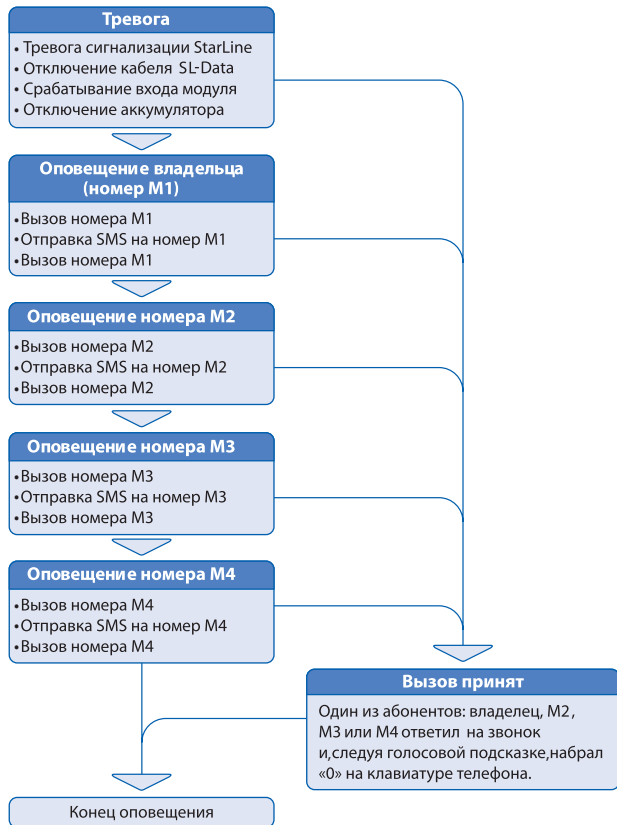 Тревога
• Тревога сигнализации StarLine
• Отключение кабеля SL-Data
• Срабатывание входа модуля
• Отключение аккумулятора
Оповещение владельца
(номер М1)
•Вызов номера М1
•Отправка SMS на номер М1
•Вызов номера М1
Оповещение номера М2
•Вызов номера М2
•Отправка SMS на номер М2
•Вызов номера М2
Оповещение номера М3
•Вызов номера М3
•Отправка SMS на номер М3
•Вызов номера М3
Оповещение номера М4
•Вызов номера М4
•Отправка SMS на номер М4
•Вызов номера М4
Вызов принят
Один из абонентов: владелец, М2,
М3 или М4 ответил на звонок
и,следуя голосовой подсказке,набрал
«0» на клавиатуре телефона.
Конец оповещения